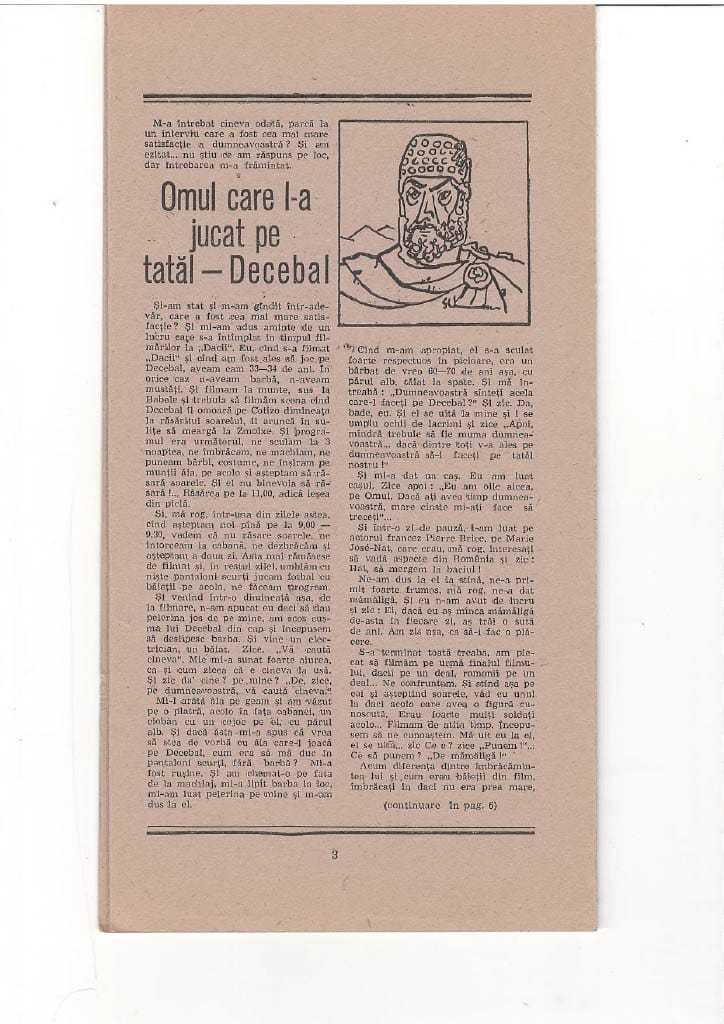 M-a întrebat cineva odată, parcă la
un interviu care a fost cea mai mare
satisfacție a dumneavoastră? Și am
ezitat... nu știu ce am răspuns pe loc,
dar întrebarea m-a frămîntat.
Omul care l-a
jucat pe
tatăl — Decebal
Și-am stat și m-am gîndit într-ade-
văr, care a fost cea mai mare satis-
facție? Și mi-am adus aminte de un
lucru care s-a întîmplat în timpul fil-
mărilor la „Dacii". Eu, cînd s-a filmat
„Dacii" și cînd am fost ales să joc pe
Decebal, aveam cam 33—34 de ani. În
orice caz n-aveam barbă, n-aveam
mustăți. Și filmam la munte, sus la
Babele și trebuia să filmăm scena cînd
Decebal îl omoară pe Cotizo dimineața
la răsăritul soarelui, îl aruncă în su-
lițe să meargă la Zmolxe. Și progra-
mul era următorul, ne sculam la 3
noaptea, ne îmbrăcam, ne machiam, ne
puneam bărbi, costume, ne înșiram pe
munții ăia, pe acolo și așteptam să ră-
sară soarele. Și el nu binevoia să ră-
sară!... Răsărea pe la 11,00, adică ieșea
din pîclă.
Și, mă rog, într-una din zilele astea,
cînd așteptam noi pînă pe la 9,00 —
9,30, vedem că nu răsare soarele, ne
întorceam la cabană, ne dezbrăcam și
așteptam a doua zi. Asta mai rămăsese
de filmat și, în restul zilei, umblam cu
niște pantaloni scurți jucam fotbal cu
băieții pe acolo, ne făceam program.
Și venind într-o dimineață așa, de
la filmare, n-am apucat eu deci să dau
pelerina jos de pe mine, am scos cuș-
ma lui Decebal din cap și începusem
să deslipesc barba. Și vine un elec-
trician, un băiat. Zice. „Vă caută
cineva". Mie mi-a sunat foarte aiurea,
ca și cum zicea că e cineva la ușă.
Și zic da' cine? pe mine? „De, zice,
pe dumneavoastră, vă caută cineva."
Mi-l arătă ăla pe geam și am văzut
pe o piatră, acolo în fața cabanei, un
cioban cu un cojoc pe el, cu părul
alb. Și dacă ăsta mi-a spus că vrea
să stea de vorbă cu ăla care-l joacă
pe Decebal, cum era să mă duc în
pantaloni scurți, fără barbă? Mi-a
fost rușine. Și am chemat-o pe fata
de la machiaj, mi-a lipit barba la loc,
mi-am luat pelerina pe mine și m-am
dus la el.
Cînd m-am apropiat, el s-a sculat
foarte respectuos în picioare, era un
bărbat de vreo 60—70 de ani așa, cu
părul alb, tăiat la spate. Și mă în-
treabă: „Dumneavoastră sînteți acela
care-l faceți pe Decebal?" Și zic. Da,
bade, eu. Și el se uită la mine și i se
umplu ochii de lacrimi și zice „Apoi,
mîndră trebule să fie muma dumnea-
voastră... dacă dintre toți v-a ales pe
dumneavoastră să-l faceți pe tatăl
nostru!"
Și mi-a dat un caș. Eu am luat
cașul. Zice apoi: „Eu am oile aicea,
pe Omul. Dacă ați avea timp dumnea-
voastră, mare cinste mi-ați face să
treceți"...
Și într-o zi de pauză, i-am luat pe
actorul francez Pierre Brice, pe Marie
José-Nat, care erau, mă rog, interesați
să vadă aspecte din România și zic:
Hai, să mergem la baciul!
Ne-am dus la el la stînă, ne-a pri-
mit foarte frumos, mă rog, ne-a dat
mămăligă. Și eu n-am avut de lucru
și zic: Ei, dacă eu aș mînca mămăligă
de-asta în fiecare zi, aș trăi o sută
de ani. Am zis așa, ca să-i fac o plă-
cere.
S-a terminat toată treaba, am ple-
cat să filmăm pe urmă finalul filmu-
lui, dacii pe un deal, romanii pe un
deal... Ne confruntam. Și stînd așa pe
cai și așteptînd soarele, văd eu unul
la daci acolo care avea o figură cu-
noscută. Erau foarte mulți soldați
acolo... Filmam de atîta timp. Începu-
sem să ne cunoaștem. Mă uit eu la el,
el se uită... zic Ce e? zice „Punem!"...
Ce să punem? „De mămăligă!"
Acum diferența dintre îmbrăcămin-
tea lui și cum erau băieții din film,
îmbrăcați în daci nu era prea mare,
(continuare în pag. 6)
3